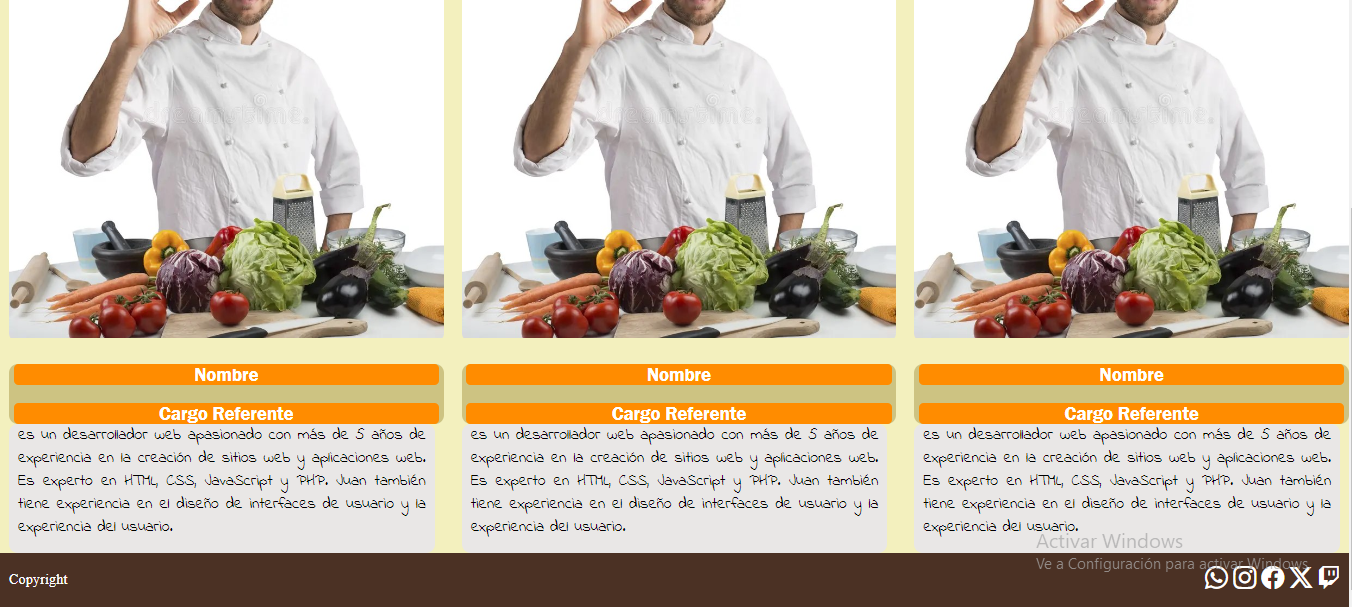 dreamstime.
dreamstime.
dreamstime.
Nombre
Nombre
Nombre
Cargo Referente
Cargo Referente
Cargo Referente
es un desarrollador web apasionado con más de 5 años de
experiencia en la creación de sitios web y aplicaciones web.
Es experto en HTML, CSS, JavaScript y PHP. Juan también
tiene experiencia en el diseño de interfaces de usuario y la
experiencia del usuario.
es un desarrollador web apasionado con más de 5 años de
experiencia en la creación de sitios web y aplicaciones web.
Es experto en HTML, CSS, JavaScript y PHP. Juan también
tiene experiencia en el diseño de interfaces de usuario y la
experiencia del usuario.
es un desarrollador web apasionado con más de 5 años de
experiencia en la creación de sitios web y aplicaciones web.
Es experto en HTML, CSS, JavaScript y PHP. Juan también
tiene experiencia en el diseño de interfaces de usuario y la
experiencia del usuario.
Activar Windows
Ve a Configuración para activar Windows.
Copyright